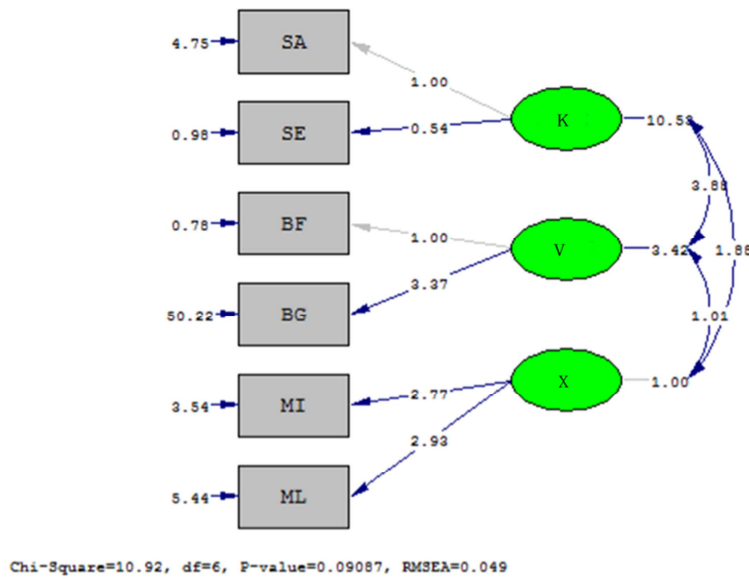 4.75 SA
1.00
0.98 SE 0.54 K 10.53
3.88
0.78 BF 1.00
V 3.42 1.88
3.37
50.22 BG
1.01
X 1.00
3.54 MI 2.77
2.93
5.44 ML
Chi-Square=10.92, df=6, P-value=0.09087, RMSEA=0.049